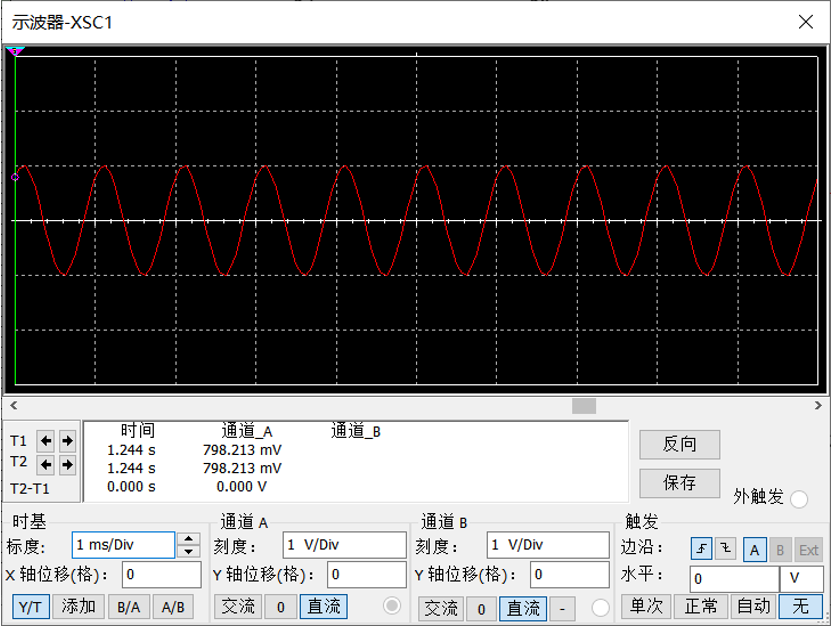 示波器-XSC1
时间 通道_A 通道_B
T1 1.244 s 798.213 mV
T2 1.244 s 798.213 mV
T2-T1 0.000 s 0.000 V
反向
保存
外触发
时基 通道 A 通道 B 触发
标度: 1 ms/Div 刻度: 1 V/Div 刻度: 1 V/Div 边沿: A B Ext
X 轴位移(格): 0 Y 轴位移(格): 0 Y 轴位移(格): 0 水平: 0 V
Y/T 添加 B/A A/B 交流 0 直流 交流 0 直流 - 单次 正常 自动 无